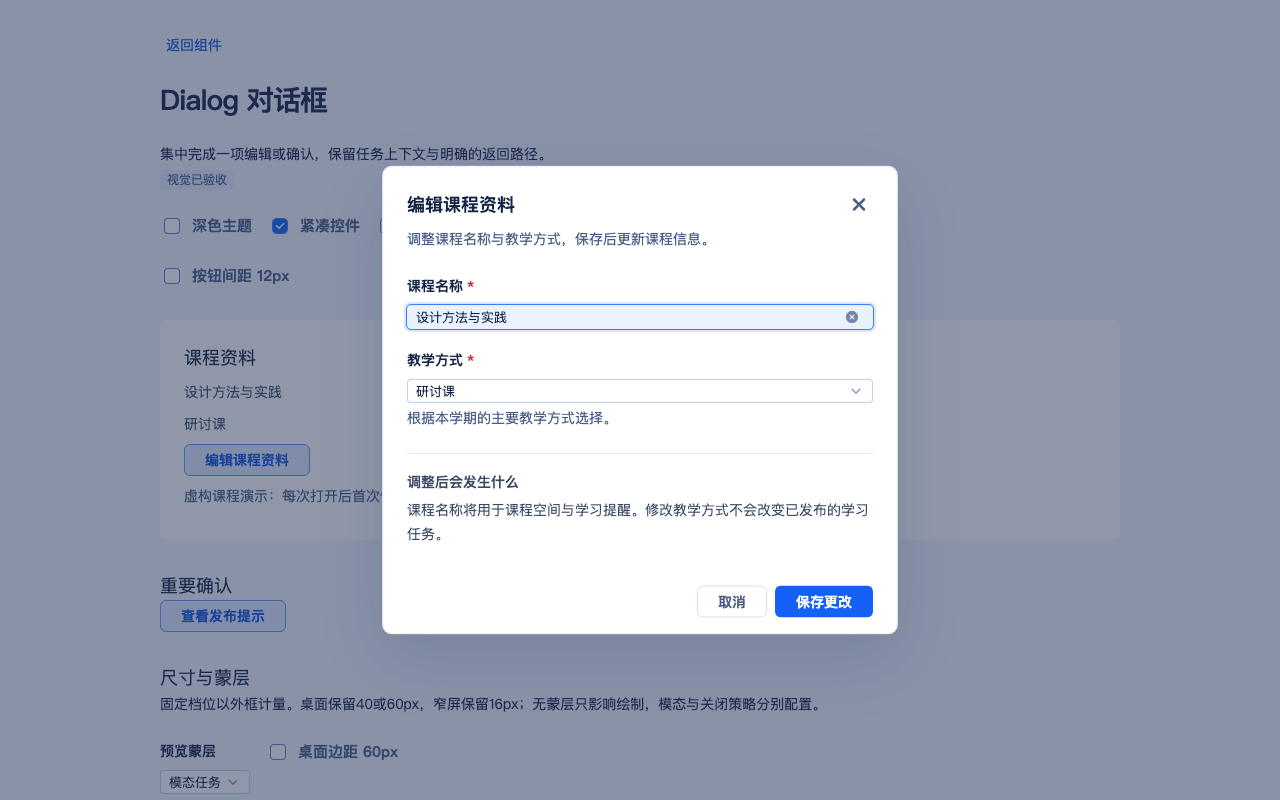 返回组件
Dialog 对话框
集中完成一项编辑或确认，保留任务上下文与明确的返回路径。
视觉已验收
深色主题
紧凑控件
按钮间距 12px
课程资料
设计方法与实践
研讨课
编辑课程资料
虚构课程演示：每次打开后首次
重要确认
查看发布提示
尺寸与蒙层
固定档位以外框计量。桌面保留40或60px，窄屏保留16px；无蒙层只影响绘制，模态与关闭策略分别配置。
预览蒙层
桌面边距 60px
模态任务
编辑课程资料
调整课程名称与教学方式，保存后更新课程信息。
课程名称 *
设计方法与实践
教学方式 *
研讨课
根据本学期的主要教学方式选择。
调整后会发生什么
课程名称将用于课程空间与学习提醒。修改教学方式不会改变已发布的学习
任务。
取消
保存更改